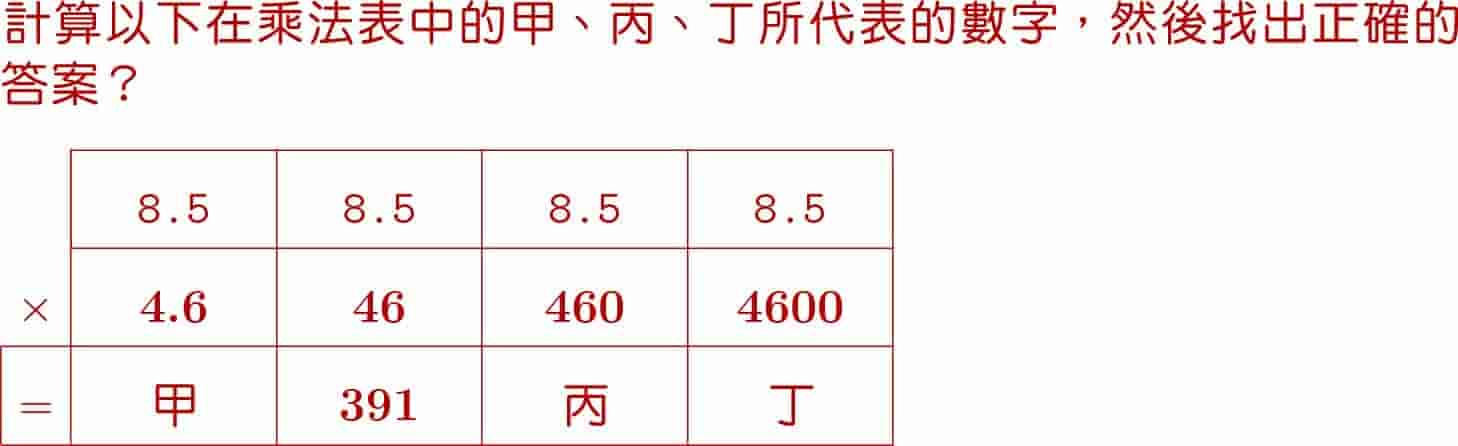 計算以下在乘法表中的甲、丙、丁所代表的數字，然後找出正確的
答案？
8.5 8.5 8.5 8.5
× 4.6 46 460 4600
= 甲 391 丙 丁